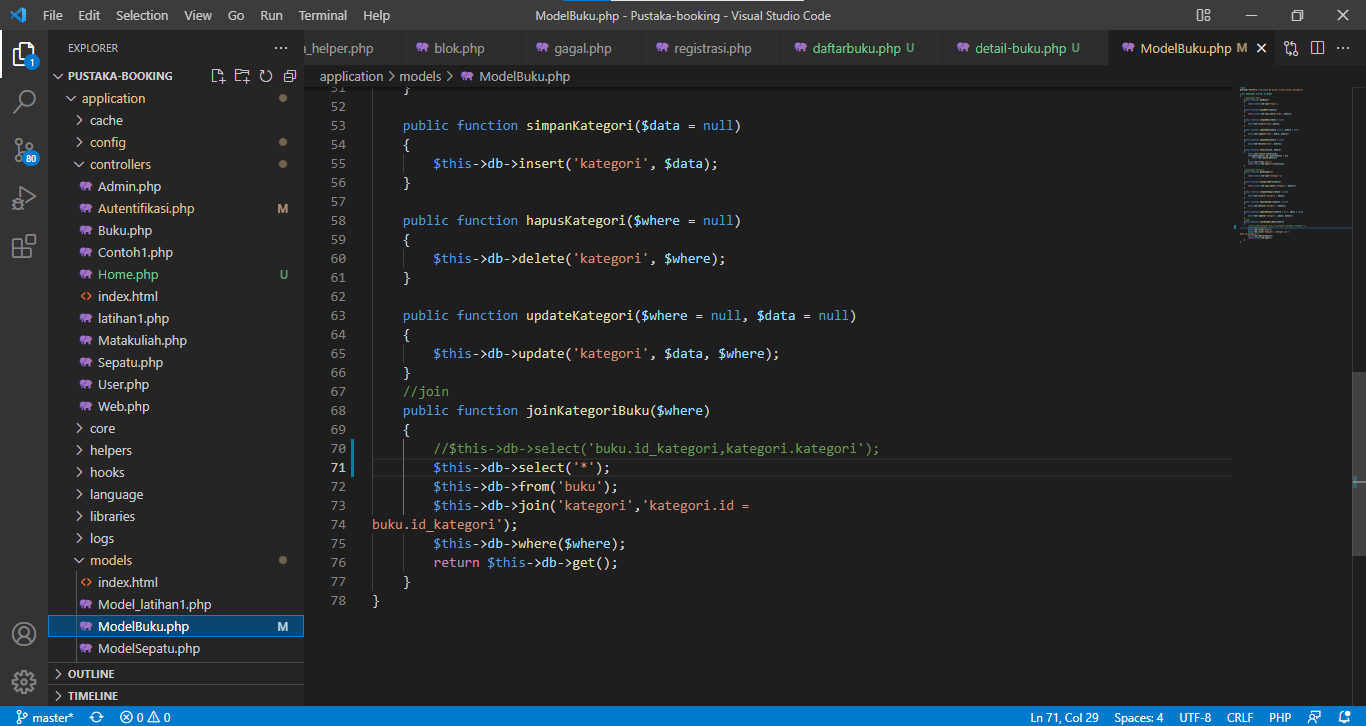 File Edit Selection View Go Run Terminal Help
ModelBuku.php - Pustaka-booking - Visual Studio Code
EXPLORER
_helper.php blok.php gagal.php registrasi.php daftarbuku.php U detail-buku.php U ModelBuku.php M
PUSTAKA-BOOKING
application > models > ModelBuku.php
application
cache
config
controllers
Admin.php
Autentifikasi.php M
Buku.php
Contoh1.php
Home.php U
index.html
latihan1.php
Matakuliah.php
Sepatu.php
User.php
Web.php
core
helpers
hooks
language
libraries
logs
models
index.html
Model_latihan1.php
ModelBuku.php M
ModelSepatu.php
OUTLINE
TIMELINE
1
80
51 }
52
53 public function simpanKategori($data = null)
54 {
55 $this->db->insert('kategori', $data);
56 }
57
58 public function hapusKategori($where = null)
59 {
60 $this->db->delete('kategori', $where);
61 }
62
63 public function updateKategori($where = null, $data = null)
64 {
65 $this->db->update('kategori', $data, $where);
66 }
67 //join
68 public function joinKategoriBuku($where)
69 {
70 //$this->db->select('buku.id_kategori,kategori.kategori');
71 $this->db->select('*');
72 $this->db->from('buku');
73 $this->db->join('kategori','kategori.id =
74 buku.id_kategori');
75 $this->db->where($where);
76 return $this->db->get();
77 }
78 }
master* 0 0 Ln 71, Col 29 Spaces: 4 UTF-8 CRLF PHP